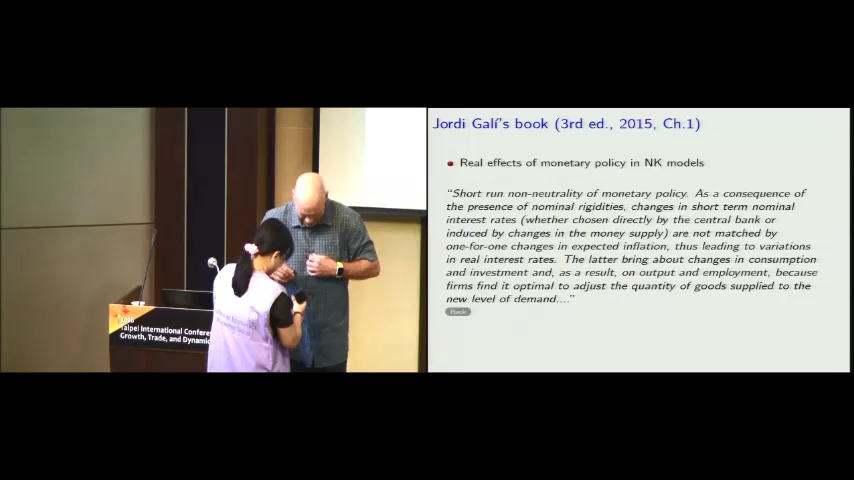 Jordi Galí's book (3rd ed., 2015, Ch.1)
Real effects of monetary policy in NK models
"Short run non-neutrality of monetary policy. As a consequence of
the presence of nominal rigidities, changes in short term nominal
interest rates (whether chosen directly by the central bank or
induced by changes in the money supply) are not matched by
one-for-one changes in expected inflation, thus leading to variations
in real interest rates. The latter bring about changes in consumption
and investment and, as a result, on output and employment, because
firms find it optimal to adjust the quantity of goods supplied to the
new level of demand...."
Back
Taipei International
Growth, Trade, and